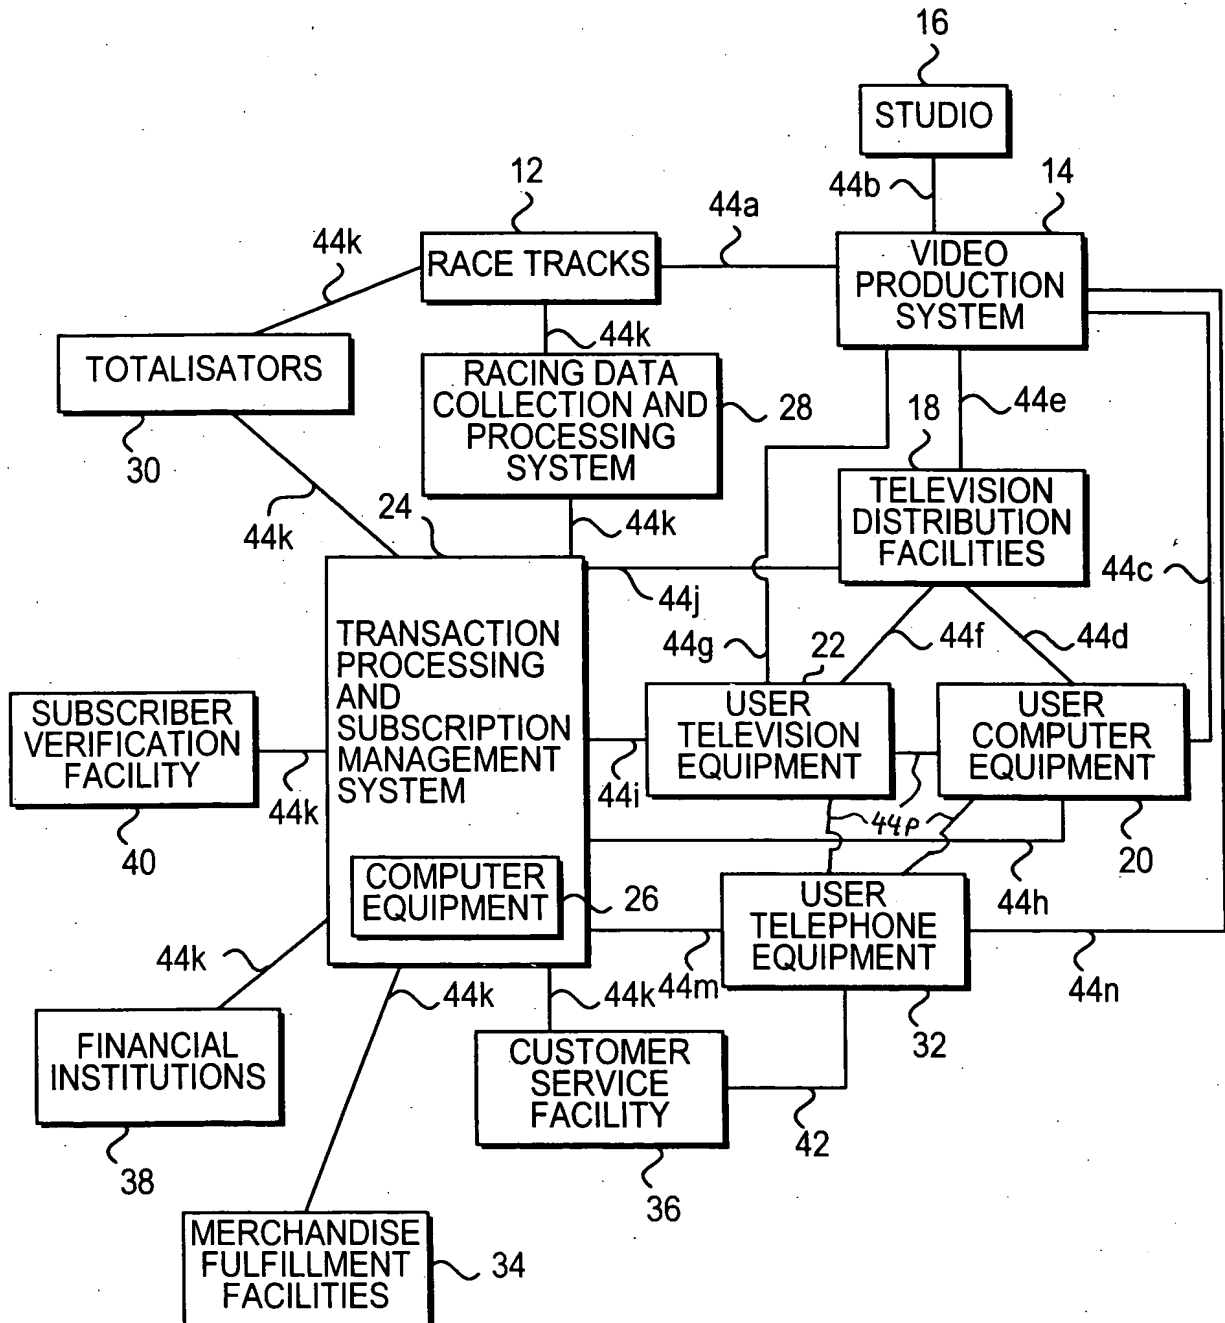 16
STUDIO
12
44b
14
44a
44k
RACE TRACKS
VIDEO
PRODUCTION
SYSTEM
44k
TOTALISATORS
RACING DATA
COLLECTION AND
PROCESSING
SYSTEM
28
44e
18
30
24
44k
44k
TELEVISION
DISTRIBUTION
FACILITIES
44c
44j
TRANSACTION
PROCESSING
AND
SUBSCRIPTION
MANAGEMENT
SYSTEM
44g
22
44f
44d
SUBSCRIBER
VERIFICATION
FACILITY
USER
TELEVISION
EQUIPMENT
USER
COMPUTER
EQUIPMENT
44k
44i
44p
40
20
COMPUTER
EQUIPMENT
26
USER
TELEPHONE
EQUIPMENT
44h
44k
44k
44k
44m
44n
FINANCIAL
INSTITUTIONS
CUSTOMER
SERVICE
FACILITY
32
42
38
36
MERCHANDISE
FULFILLMENT
FACILITIES
34